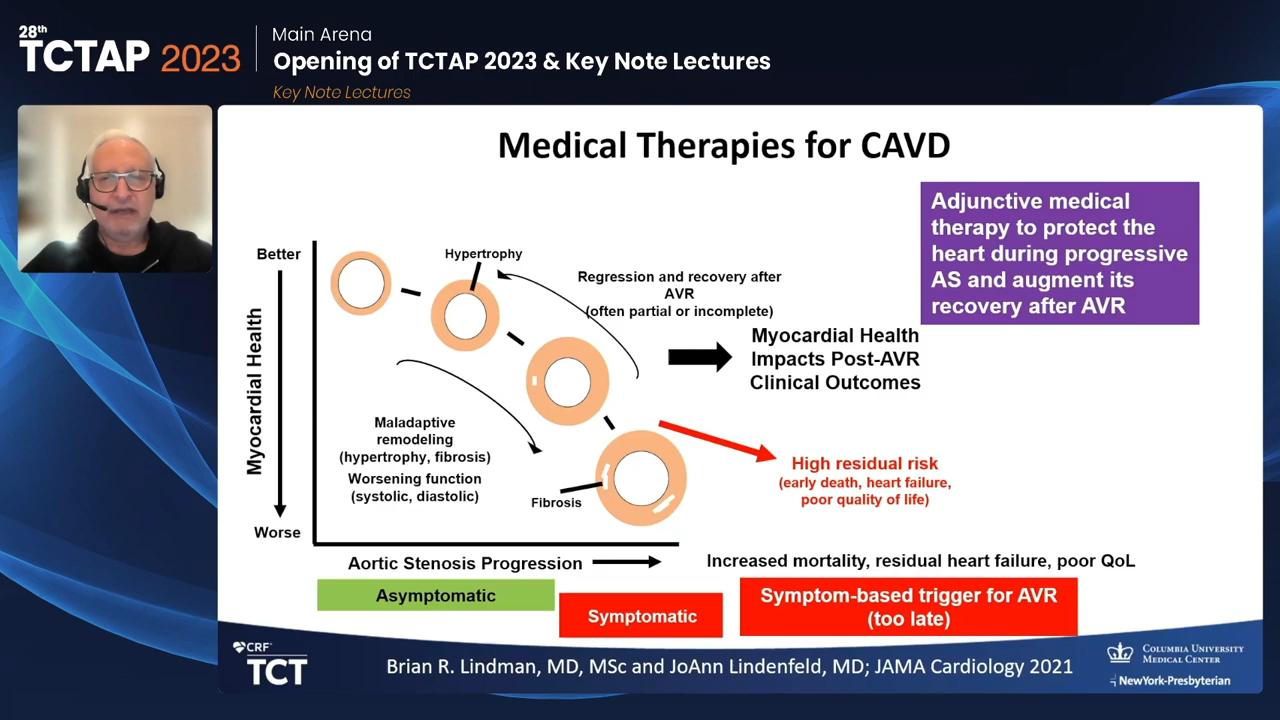 28th
TCTAP 2023
Main Arena
Opening of TCTAP 2023 & Key Note Lectures
Key Note Lectures
Medical Therapies for CAVD
Adjunctive medical
therapy to protect the
heart during progressive
AS and augment its
recovery after AVR
Better
Myocardial Health
Worse
Hypertrophy
Regression and recovery after
AVR
(often partial or incomplete)
Myocardial Health
Impacts Post-AVR
Clinical Outcomes
Maladaptive
remodeling
(hypertrophy, fibrosis)
Worsening function
(systolic, diastolic)
Fibrosis
High residual risk
(early death, heart failure,
poor quality of life)
Aortic Stenosis Progression
Increased mortality, residual heart failure, poor QoL
Asymptomatic
Symptomatic
Symptom-based trigger for AVR
(too late)
CRF
TCT
Brian R. Lindman, MD, MSc and JoAnn Lindenfeld, MD; JAMA Cardiology 2021
COLUMBIA UNIVERSITY
MEDICAL CENTER
NewYork-Presbyterian